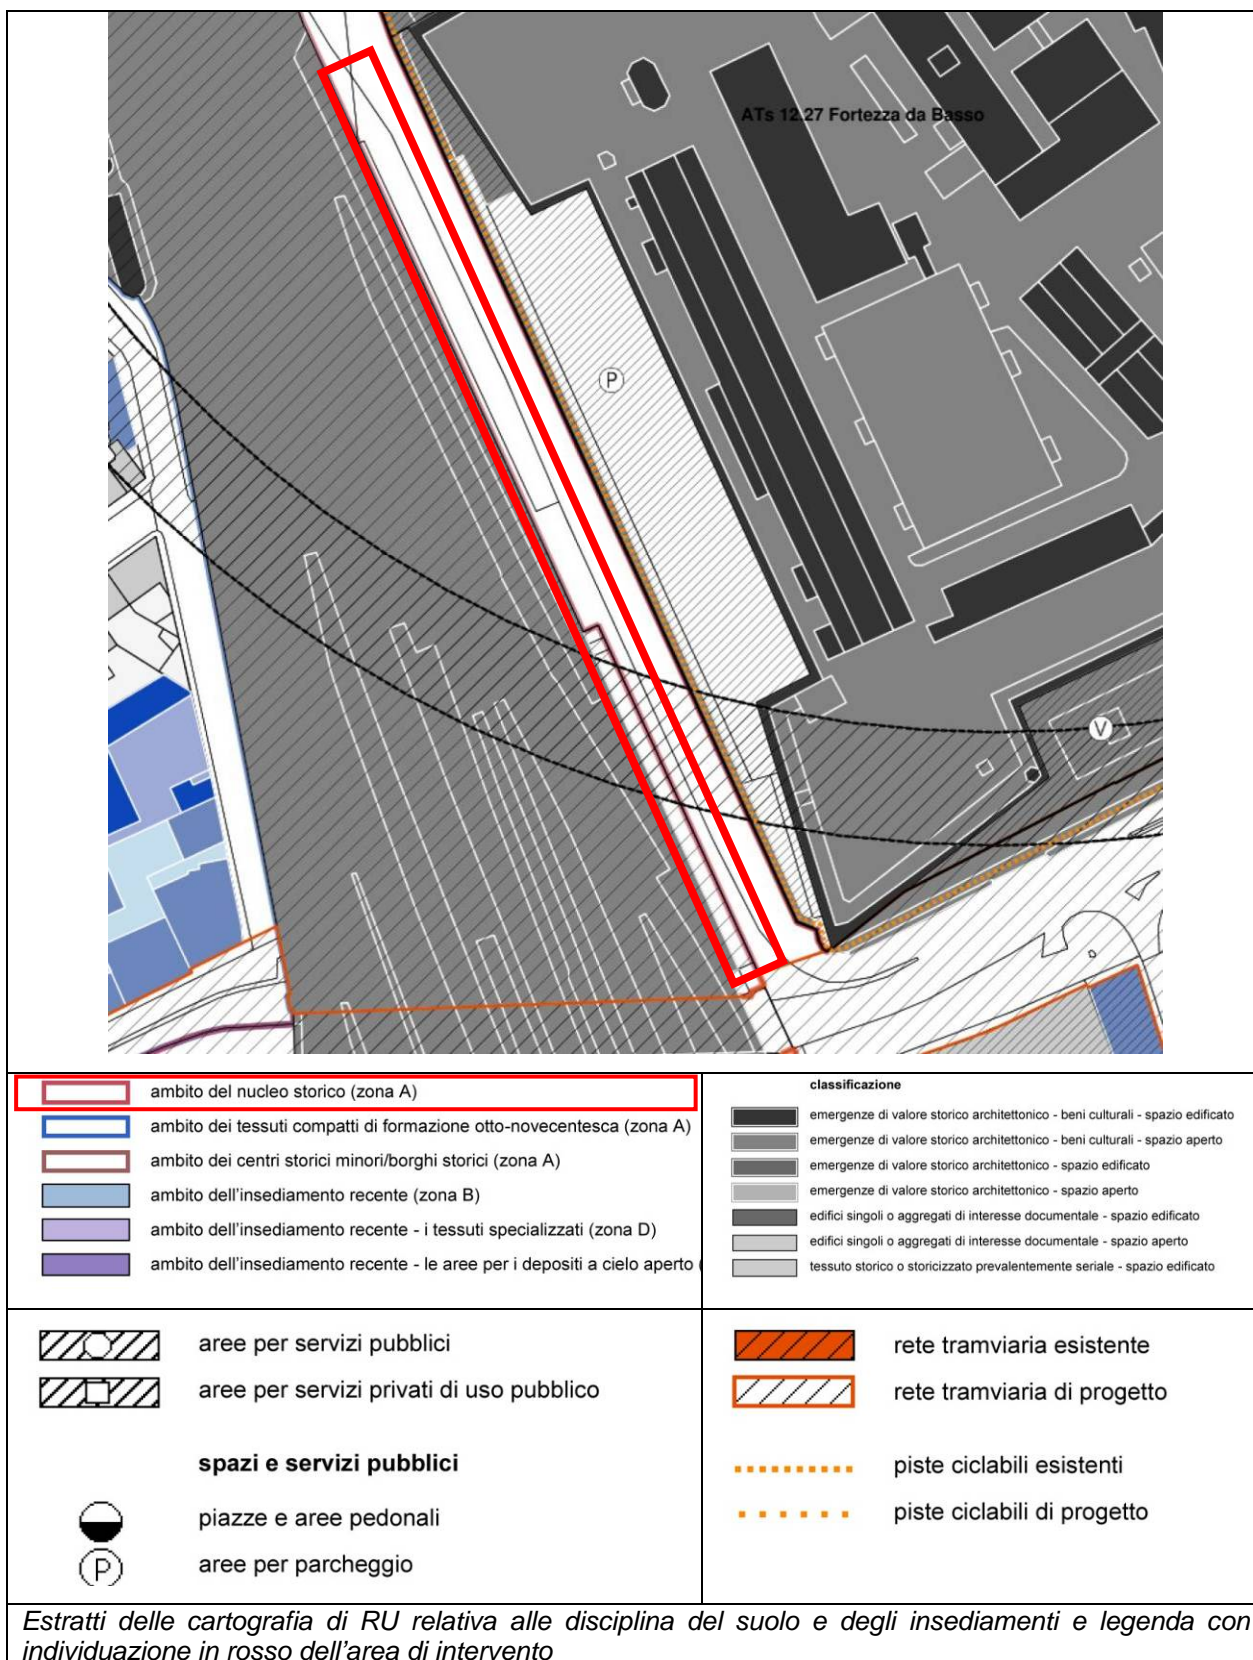 ATs 12.27 Fortezza da Basso
P
V
ambito del nucleo storico (zona A)
ambito dei tessuti compatti di formazione otto-novecentesca (zona A)
ambito dei centri storici minori/borghi storici (zona A)
ambito dell'insediamento recente (zona B)
ambito dell'insediamento recente - i tessuti specializzati (zona D)
ambito dell'insediamento recente - le aree per i depositi a cielo aperto (
classificazione
emergenze di valore storico architettonico - beni culturali - spazio edificato
emergenze di valore storico architettonico - beni culturali - spazio aperto
emergenze di valore storico architettonico - spazio edificato
emergenze di valore storico architettonico - spazio aperto
edifici singoli o aggregati di interesse documentale - spazio edificato
edifici singoli o aggregati di interesse documentale - spazio aperto
tessuto storico o storicizzato prevalentemente seriale - spazio edificato
aree per servizi pubblici
aree per servizi privati di uso pubblico
spazi e servizi pubblici
piazze e aree pedonali
P aree per parcheggio
rete tramviaria esistente
rete tramviaria di progetto
piste ciclabili esistenti
piste ciclabili di progetto
Estratti delle cartografia di RU relativa alle disciplina del suolo e degli insediamenti e legenda con
individuazione in rosso dell'area di intervento